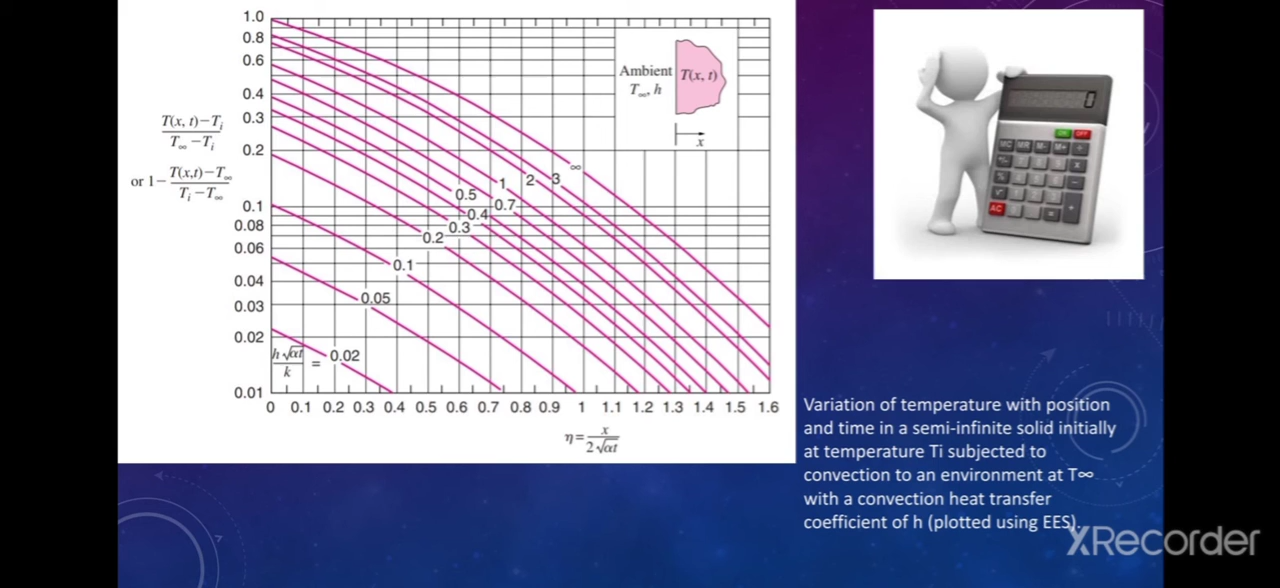 1.0
0.8
0.6
0.4
0.3
0.2
0.1
0.08
0.06
0.04
0.03
0.02
0.01
T(x, t)−Tᵢ
T∞ −Tᵢ
or 1− T(x,t)−T∞
Tᵢ −T∞
Ambient
T∞, h
T(x, t)
x
∞
3
2
1
0.7
0.5
0.4
0.3
0.2
0.1
0.05
h√αt
k
= 0.02
0 0.1 0.2 0.3 0.4 0.5 0.6 0.7 0.8 0.9 1 1.1 1.2 1.3 1.4 1.5 1.6
η = x
2√αt
0
ON OFF
MC MR M- M+ ÷
AC
Variation of temperature with position
and time in a semi-infinite solid initially
at temperature Ti subjected to
convection to an environment at T∞
with a convection heat transfer
coefficient of h (plotted using EES).
XRecorder